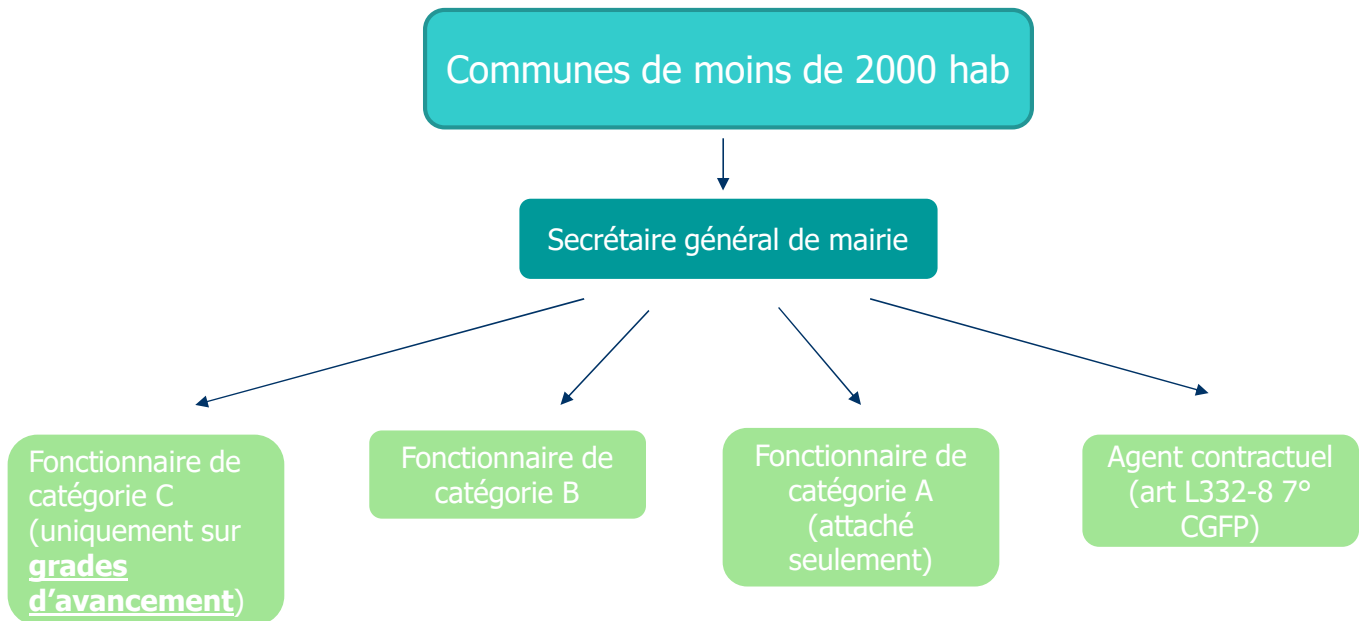 Communes de moins de 2000 hab
Secrétaire général de mairie
Fonctionnaire de
catégorie C
(uniquement sur
grades
d’avancement)
Fonctionnaire de
catégorie B
Fonctionnaire de
catégorie A
(attaché
seulement)
Agent contractuel
(art L332-8 7°
CGFP)